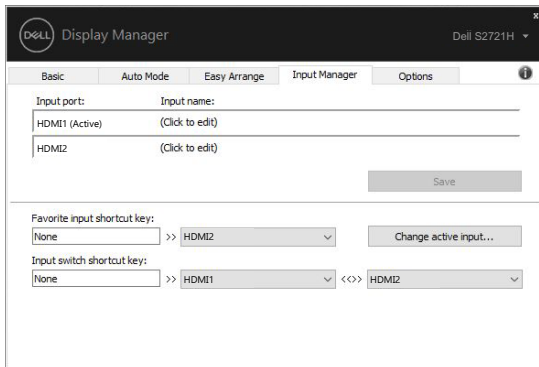 DELL Display Manager
x
Dell S2721H
Basic Auto Mode Easy Arrange Input Manager Options i
Input port: Input name:
HDMI1 (Active) (Click to edit)
HDMI2 (Click to edit)
Save
Favorite input shortcut key:
None >> HDMI2 Change active input...
Input switch shortcut key:
None >> HDMI1 <<>> HDMI2